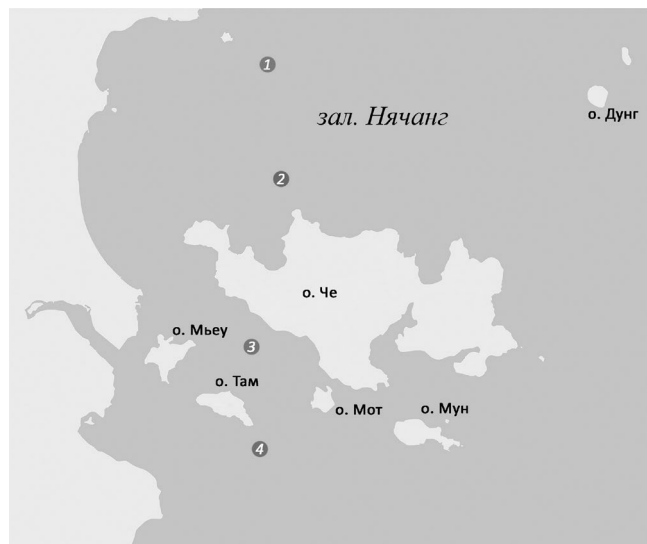 1
зал. Нячанг
о. Дунг
2
о. Че
о. Мьеу
3
о. Там
о. Мот
о. Мун
4